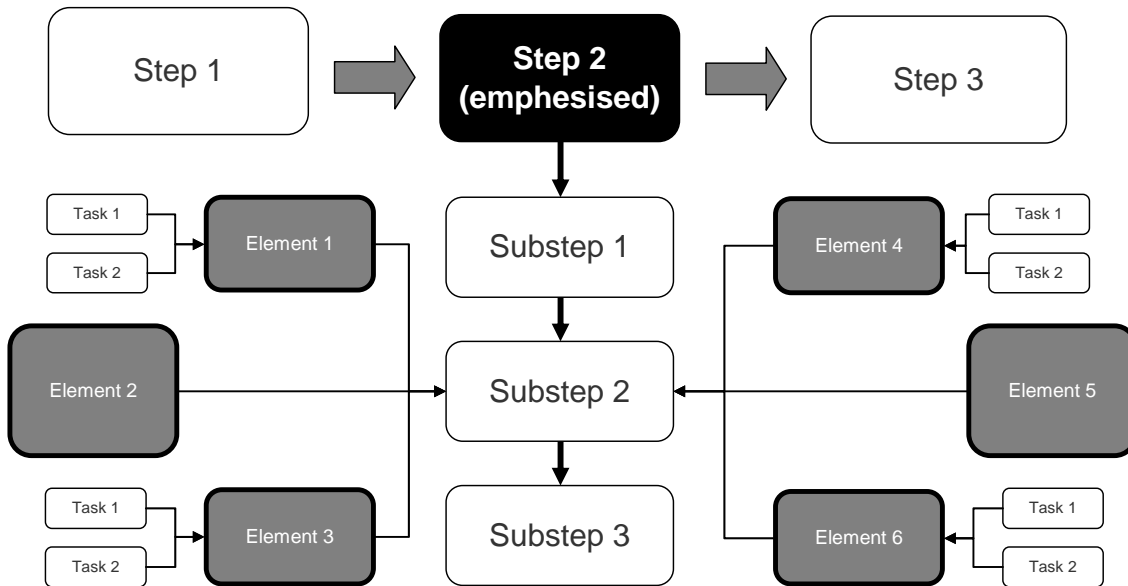 Step 1
Step 2
(emphesised)
Step 3
Task 1
Element 1
Task 2
Substep 1
Element 4
Task 1
Task 2
Element 2
Substep 2
Element 5
Task 1
Element 3
Task 2
Substep 3
Element 6
Task 1
Task 2